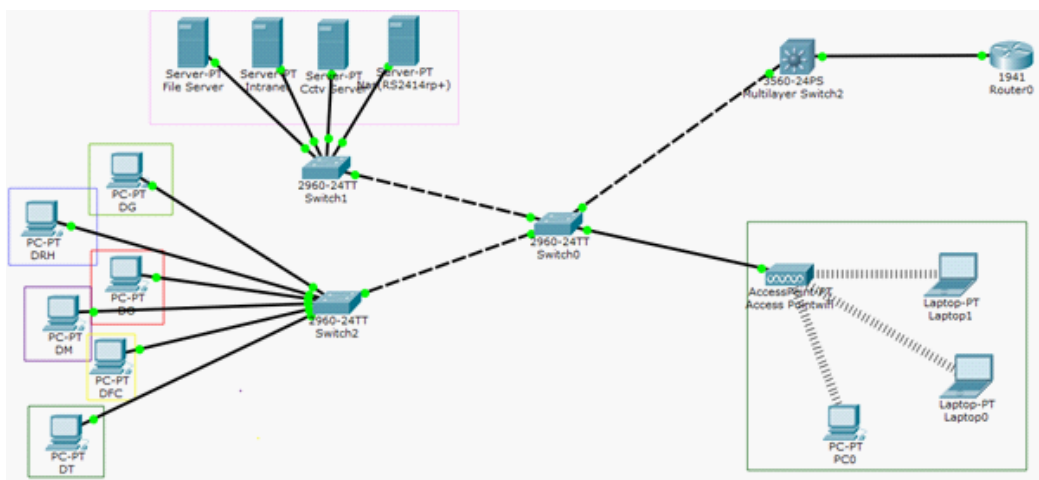 Server-PT
File Server
Server-PT
Intranet
Server-PT
Cctv Server
Server-PT
Nas(RS2414rp+)
3560-24PS
Multilayer Switch2
1941
Router0
2960-24TT
Switch1
PC-PT
DG
PC-PT
DRH
2960-24TT
Switch0
PC-PT
PC-PT
DM
2960-24TT
Switch2
AccessPoint-PT
Access Pointwifi
Laptop-PT
Laptop1
PC-PT
DFC
Laptop-PT
Laptop0
PC-PT
DT
PC-PT
PC0